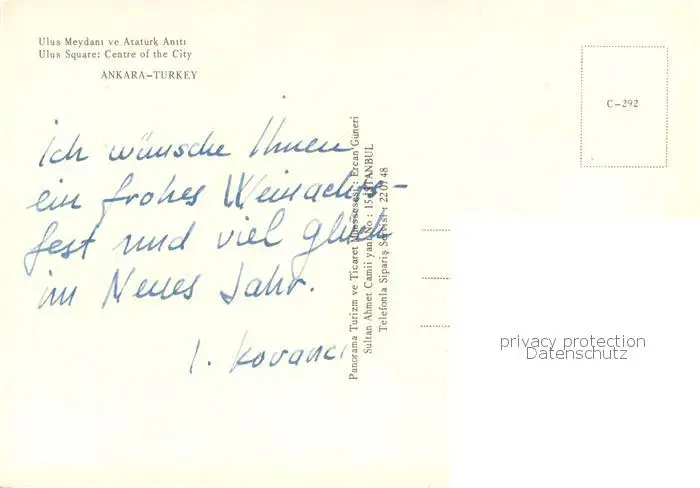 Ulus Meydanı ve Atatürk Anıtı
Ulus Square: Centre of the City
ANKARA-TURKEY
C-292
Ich wünsche Ihnen
ein frohes Weinachts-
fest und viel Glück
im Neues Jahr.
I. Kovanci
Panorama Turizm ve Ticaret Müessesesi : Ercan Güneri
Sultan Ahmet Camii yanı No : 15 İSTANBUL
Telefonla Sipariş Servisi : 22 07 48
privacy protection
Datenschutz